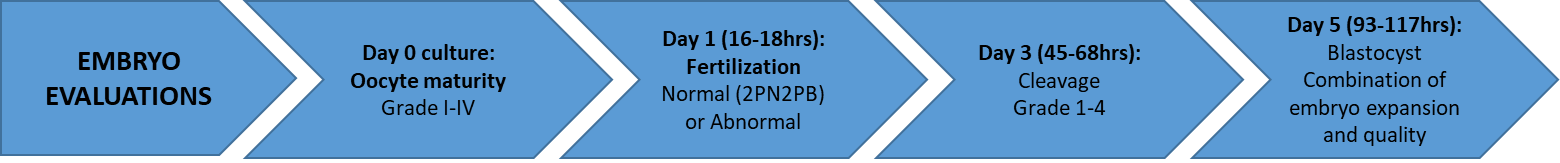 EMBRYO
EVALUATIONS
Day 0 culture:
Oocyte maturity
Grade I-IV
Day 1 (16-18hrs):
Fertilization
Normal (2PN2PB)
or Abnormal
Day 3 (45-68hrs):
Cleavage
Grade 1-4
Day 5 (93-117hrs):
Blastocyst
Combination of
embryo expansion
and quality